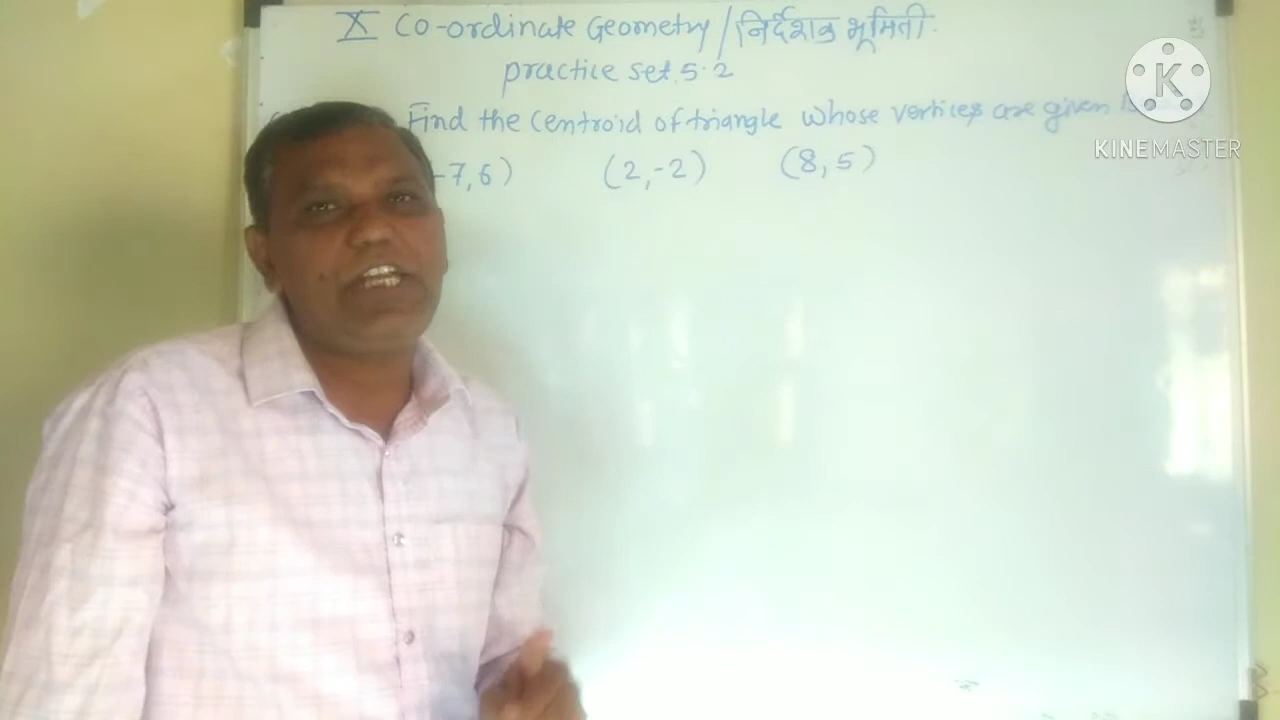 X Co-ordinate Geometry / निर्देशक भूमिती.
practice set. 5.2
Find the centroid of triangle whose vertices are given
-7, 6) (2, -2) (8, 5)
K
KINEMASTER